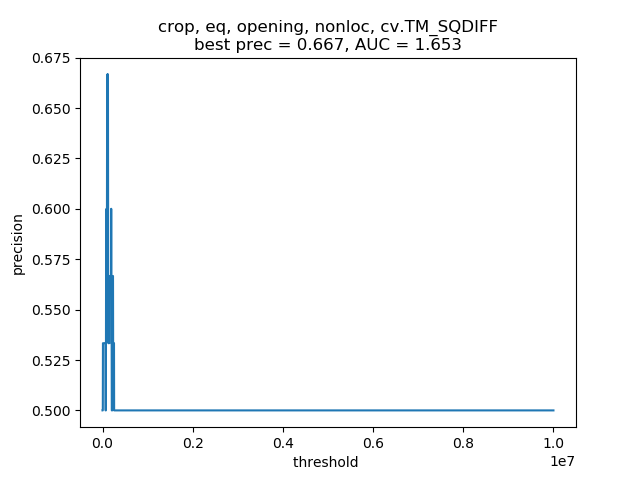 crop, eq, opening, nonloc, cv.TM_SQDIFF
best prec = 0.667, AUC = 1.653
0.675
0.650
0.625
0.600
0.575
0.550
0.525
0.500
precision
0.0 0.2 0.4 0.6 0.8 1.0
1e7
threshold